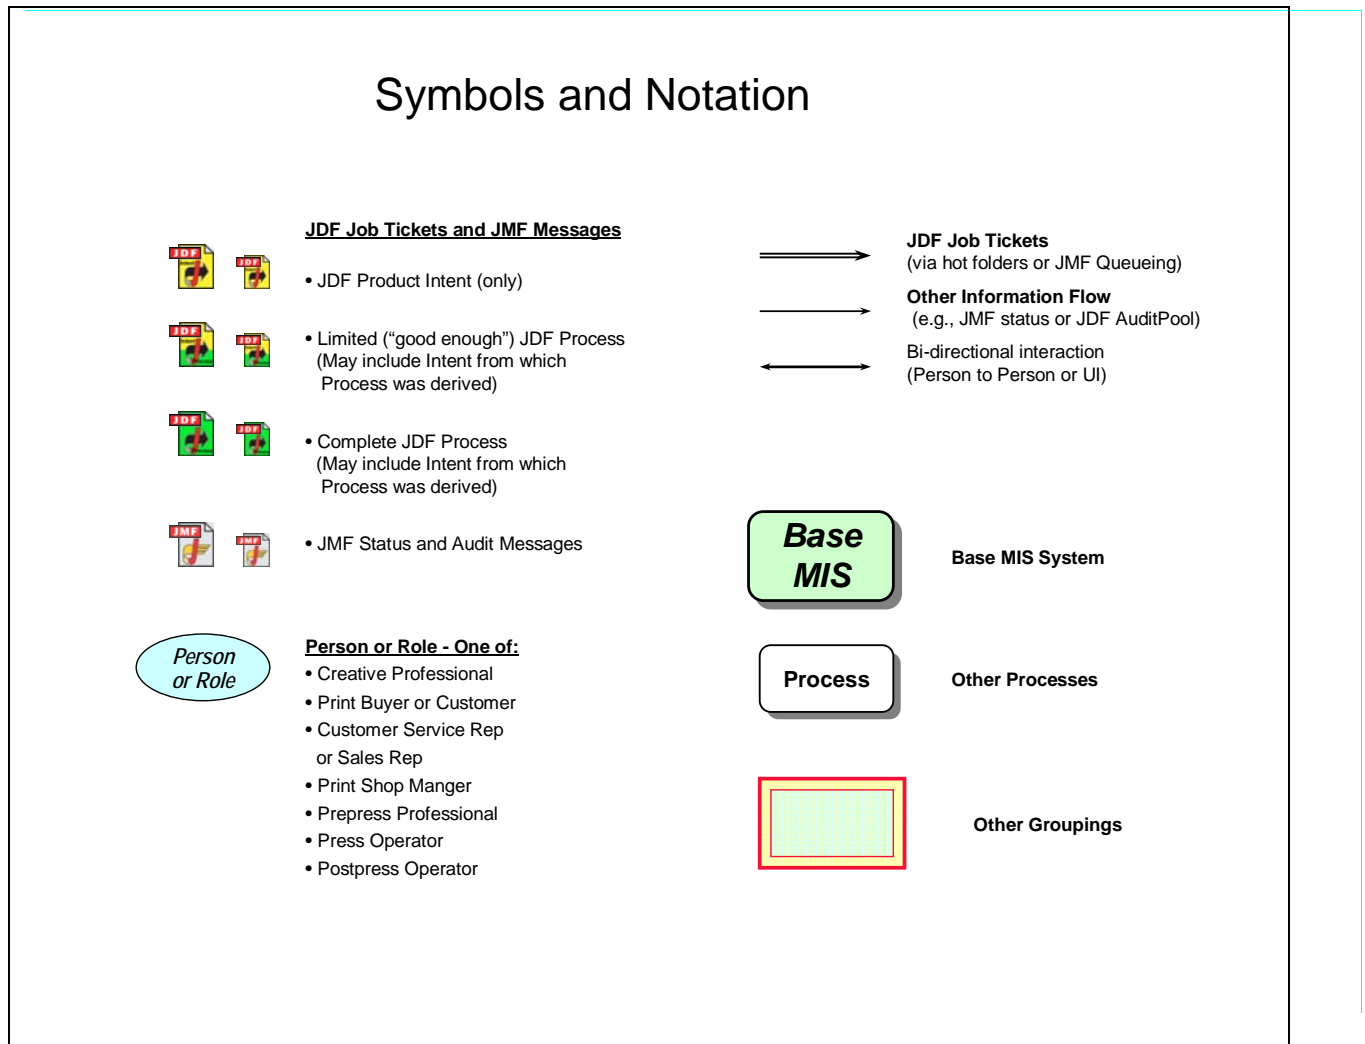 Symbols and Notation
JDF Job Tickets and JMF Messages
JDF
JDF
• JDF Product Intent (only)
JDF
JDF
• Limited (“good enough”) JDF Process
(May include Intent from which
Process was derived)
JDF
JDF
• Complete JDF Process
(May include Intent from which
Process was derived)
JMF
JMF
• JMF Status and Audit Messages
Person
or Role
Person or Role - One of:
• Creative Professional
• Print Buyer or Customer
• Customer Service Rep
or Sales Rep
• Print Shop Manger
• Prepress Professional
• Press Operator
• Postpress Operator
JDF Job Tickets
(via hot folders or JMF Queueing)
Other Information Flow
(e.g., JMF status or JDF AuditPool)
Bi-directional interaction
(Person to Person or UI)
Base
MIS
Base MIS System
Process
Other Processes
Other Groupings